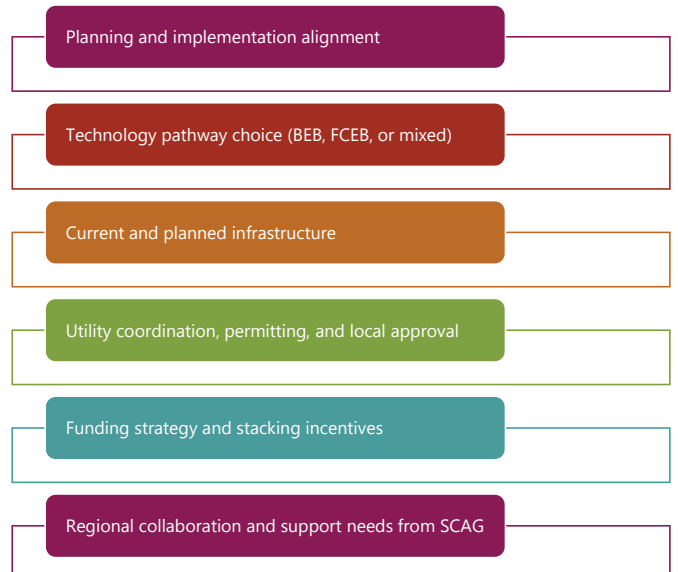 Planning and implementation alignment
Technology pathway choice (BEB, FCEB, or mixed)
Current and planned infrastructure
Utility coordination, permitting, and local approval
Funding strategy and stacking incentives
Regional collaboration and support needs from SCAG